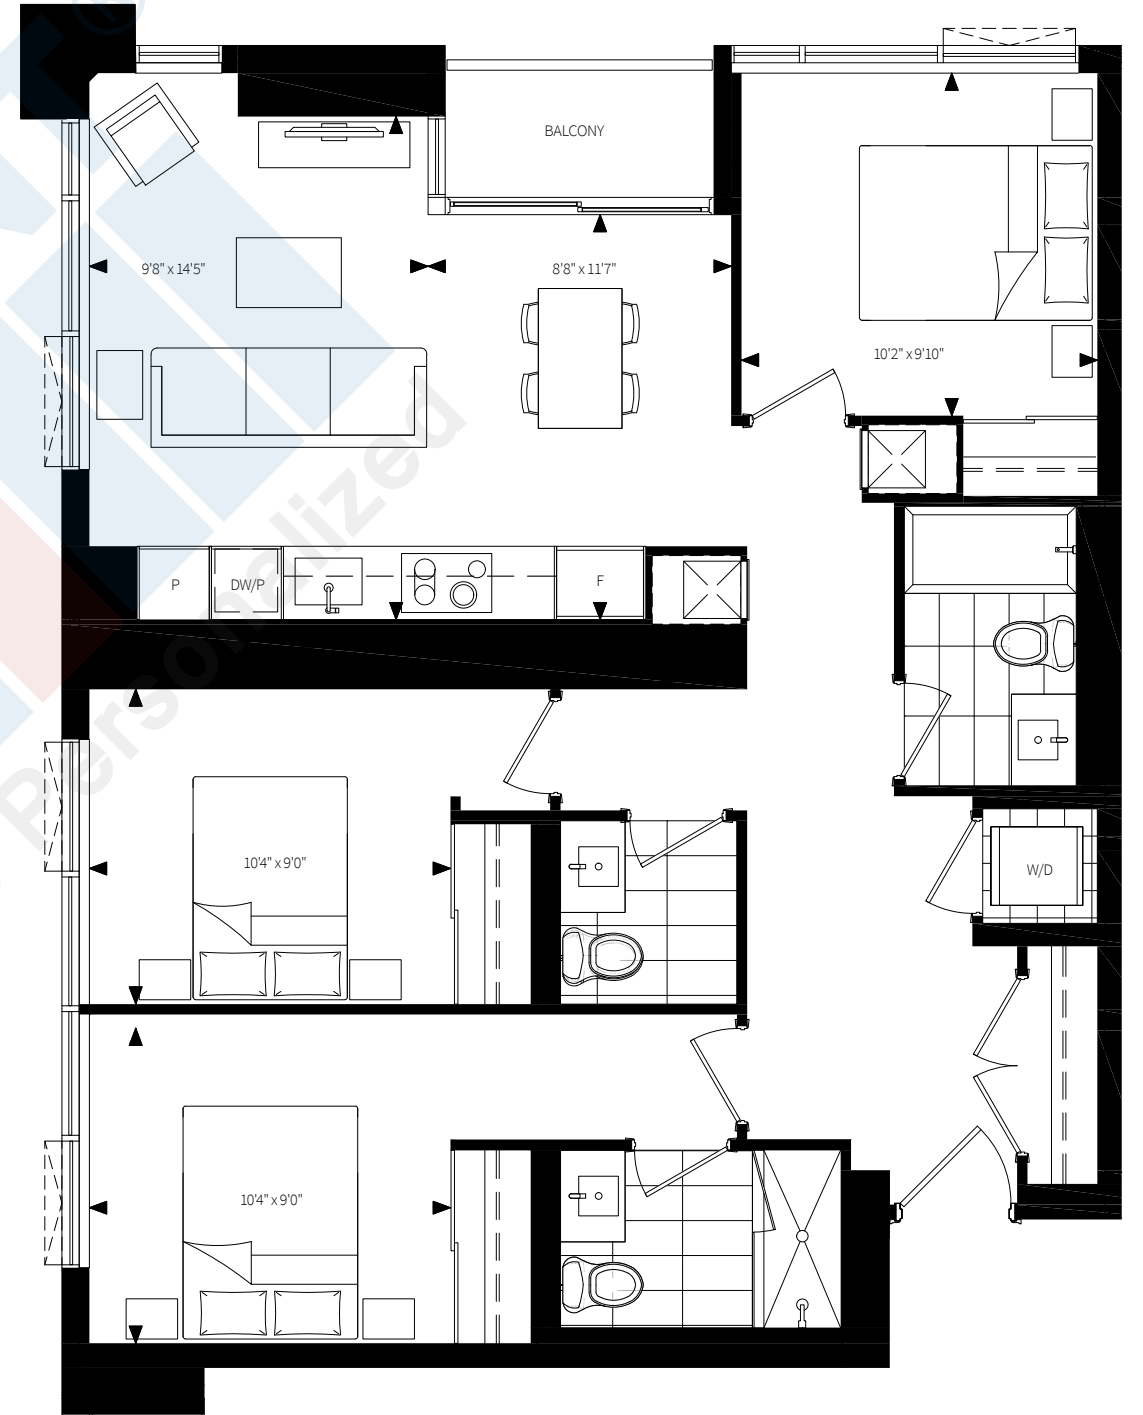 ®
BALCONY
9'8" x 14'5"
8'8" x 11'7"
10'2" x 9'10"
P
DW/P
F
Personalized
10'4" x 9'0"
W/D
10'4" x 9'0"